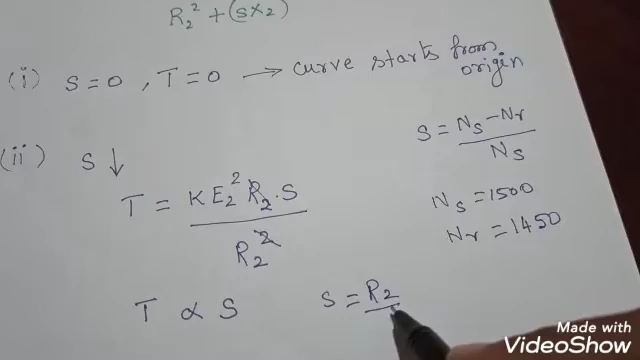 R₂² + (sX₂)
(i) S=0 , T=0 → curve starts from origin
(ii) S ↓
S = Ns − Nr / Ns
T = K E₂² R₂ . S / R₂²
Ns = 1500
Nr = 1450
T ∝ S
S = R₂
Made with
VideoShow